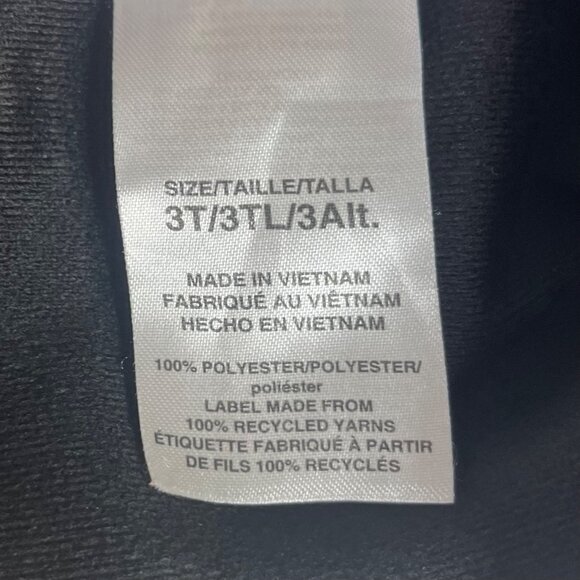 SIZE/TAILLE/TALLA
3T/3TL/3Alt.
MADE IN VIETNAM
FABRIQUÉ AU VIÊTNAM
HECHO EN VIETNAM
100% POLYESTER/POLYESTER/
poliéster
LABEL MADE FROM
100% RECYCLED YARNS
ÉTIQUETTE FABRIQUÉ À PARTIR
DE FILS 100% RECYCLÉS